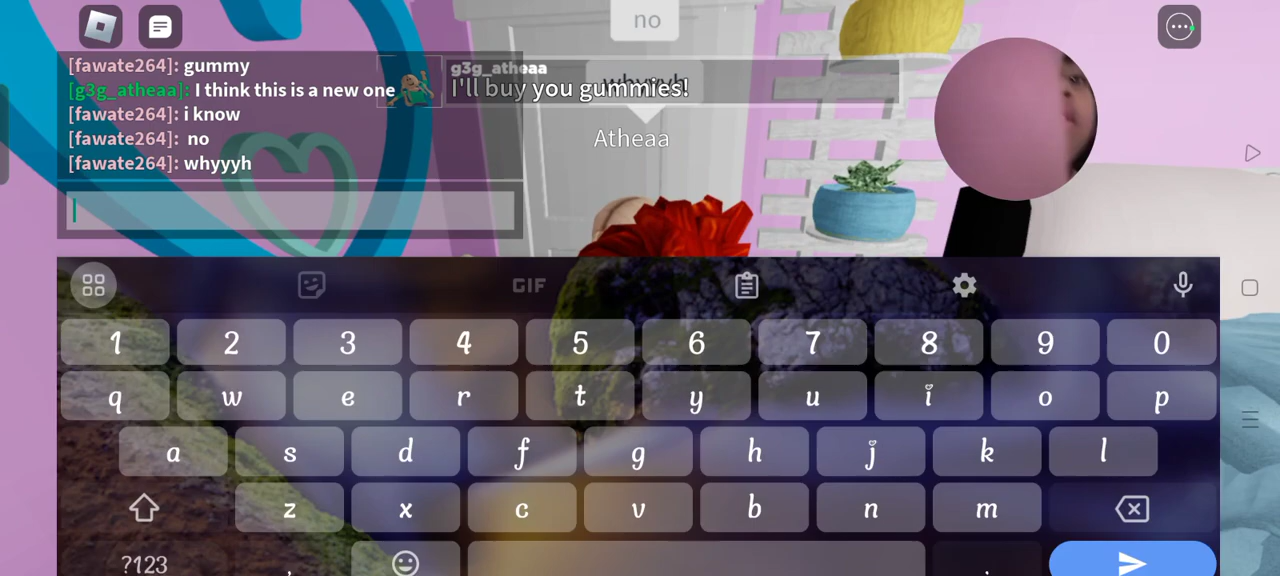 no
[fawate264]: gummy
[g3g_atheaa]: I think this is a new one
[fawate264]: i know
[fawate264]: no
[fawate264]: whyyyh
g3g_atheaa
whyyyh
I'll buy you gummies!
Atheaa
GIF
1 2 3 4 5 6 7 8 9 0
q w e r t y u i o p
a s d f g h j k l
z x c v b n m
?123 , .